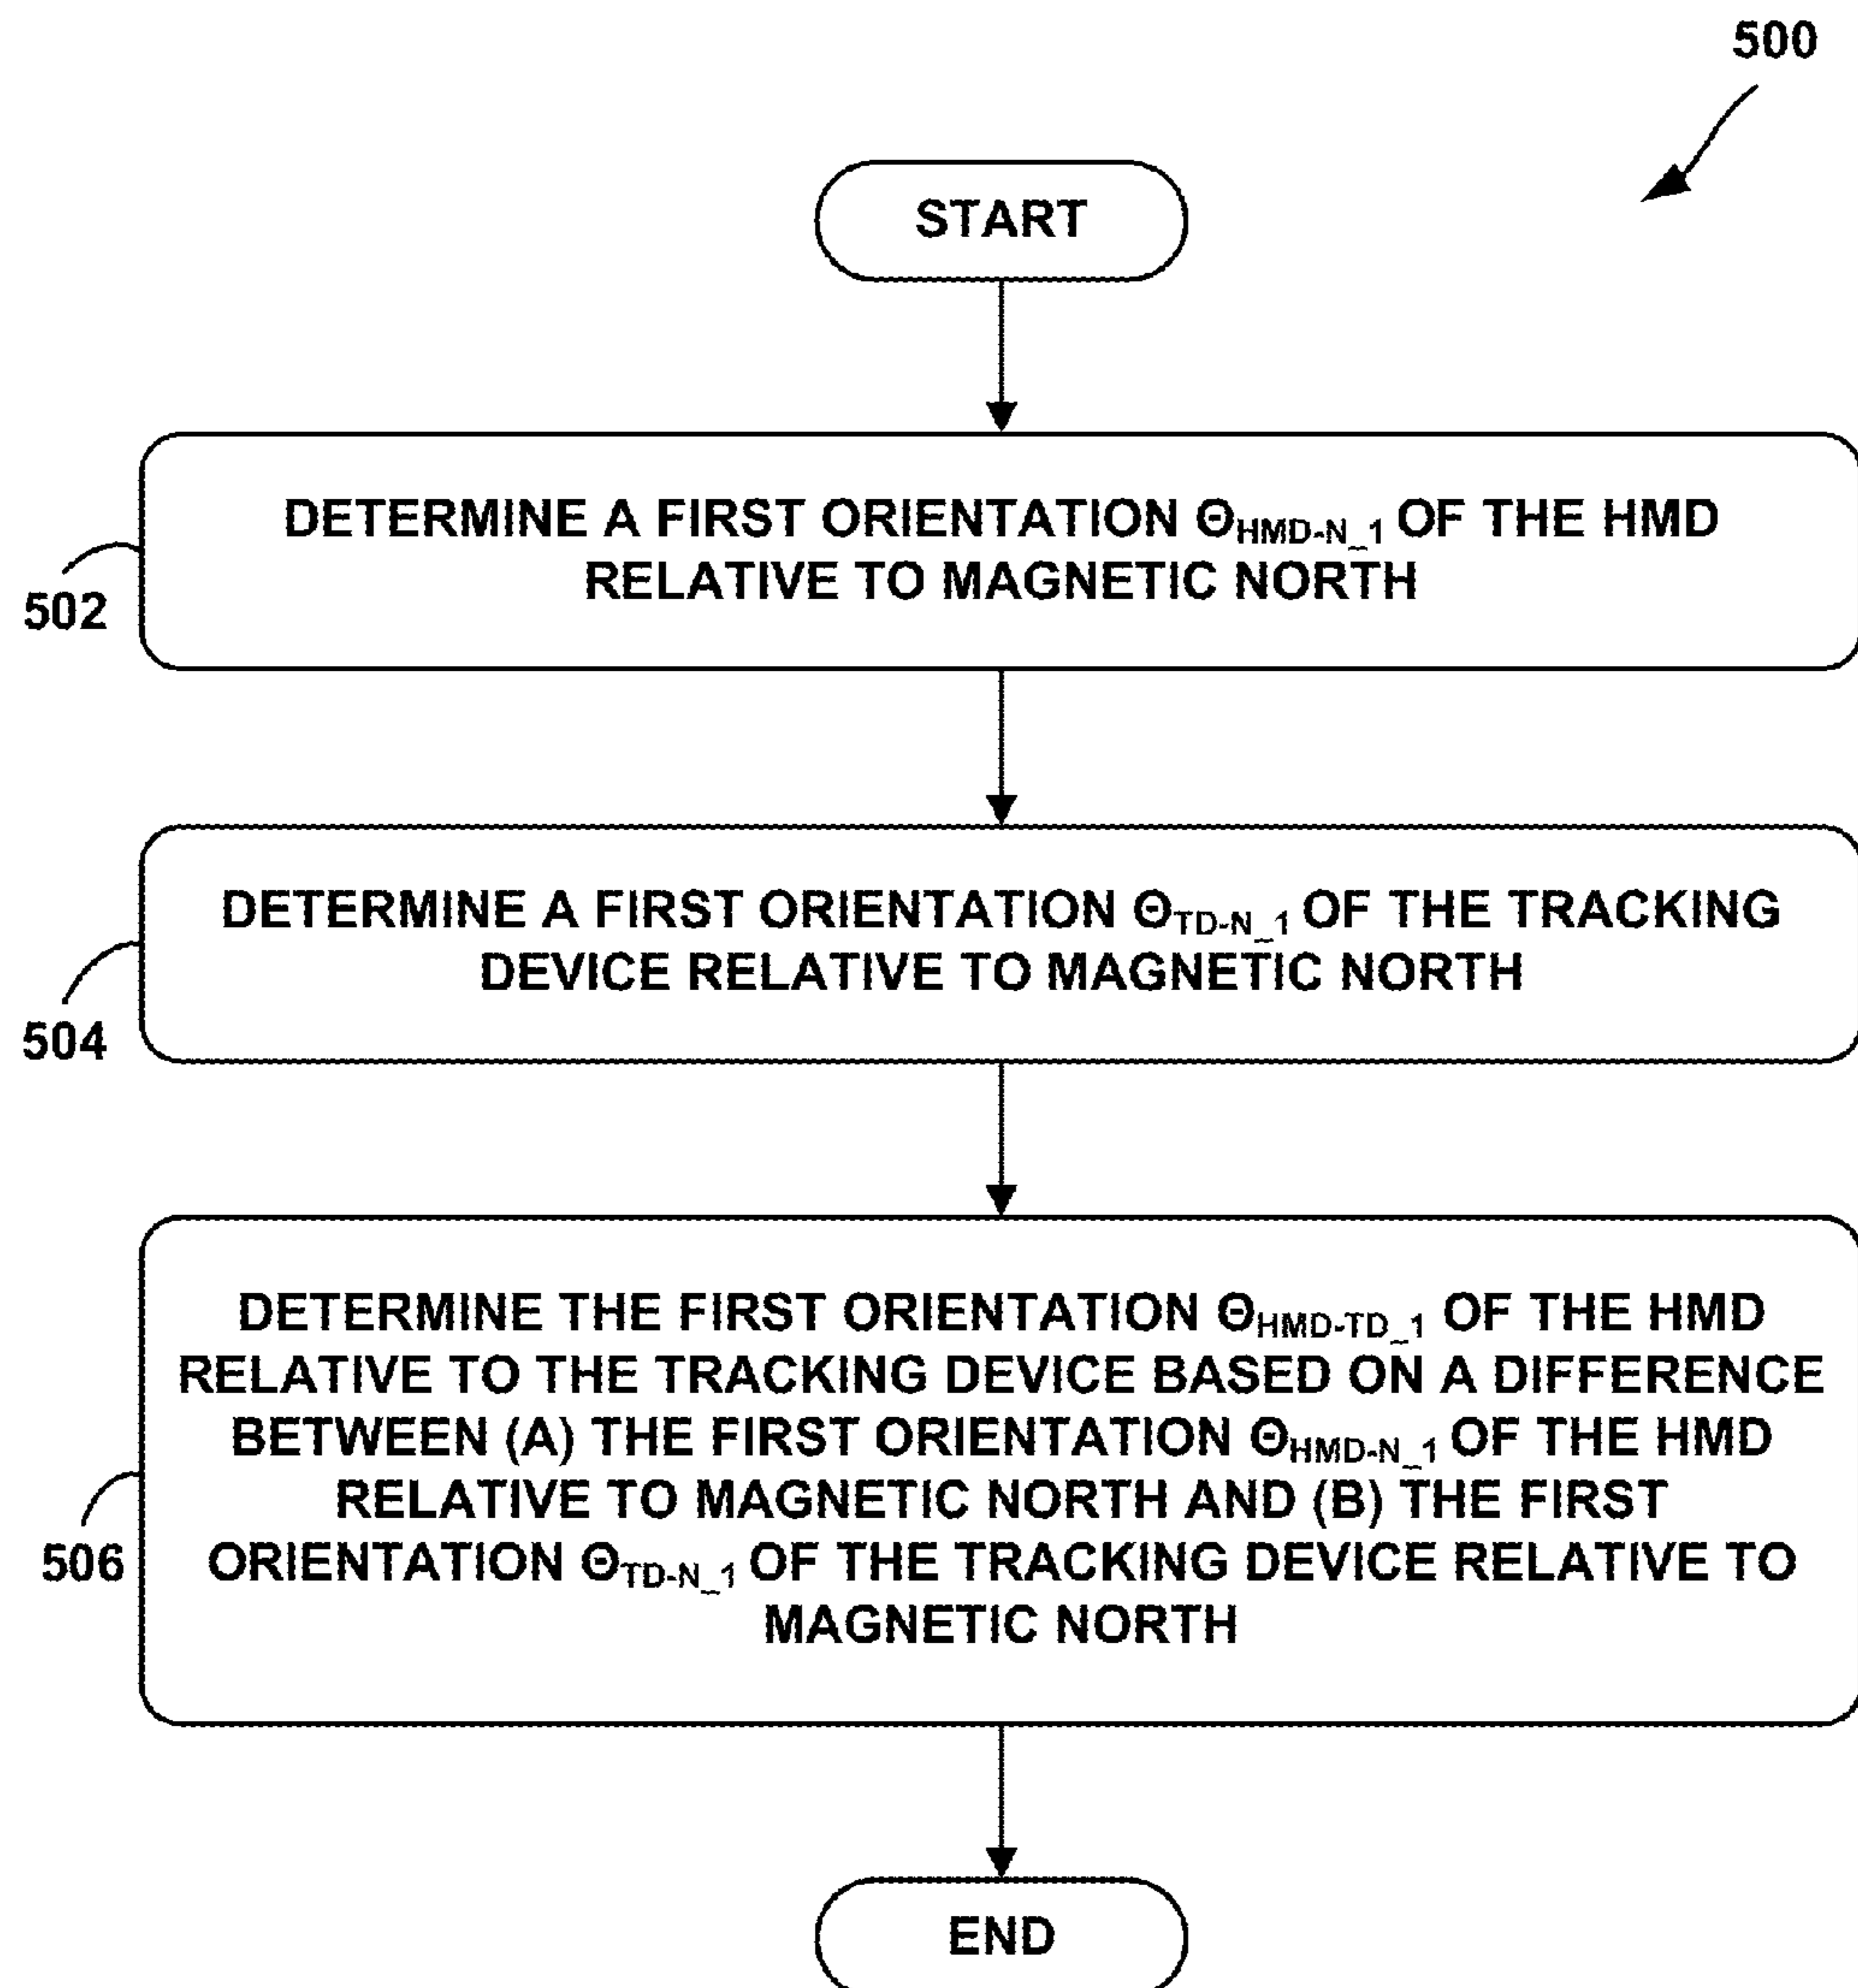 500
START
DETERMINE A FIRST ORIENTATION ΘHMD-N_1 OF THE HMD
RELATIVE TO MAGNETIC NORTH
502
DETERMINE A FIRST ORIENTATION ΘTD-N_1 OF THE TRACKING
DEVICE RELATIVE TO MAGNETIC NORTH
504
DETERMINE THE FIRST ORIENTATION ΘHMD-TD_1 OF THE HMD
RELATIVE TO THE TRACKING DEVICE BASED ON A DIFFERENCE
BETWEEN (A) THE FIRST ORIENTATION ΘHMD-N_1 OF THE HMD
RELATIVE TO MAGNETIC NORTH AND (B) THE FIRST
ORIENTATION ΘTD-N_1 OF THE TRACKING DEVICE RELATIVE TO
MAGNETIC NORTH
506
END